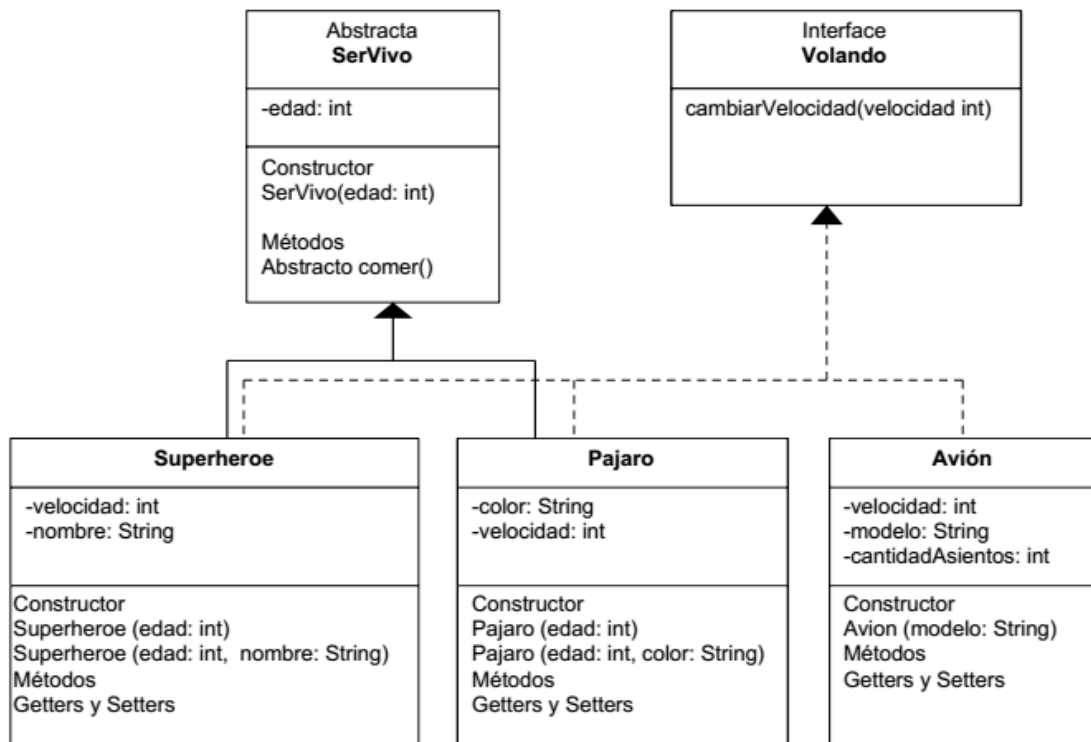 Abstracta
SerVivo
-edad: int
Constructor
SerVivo(edad: int)
Métodos
Abstracto comer()
Interface
Volando
cambiarVelocidad(velocidad int)
Superheroe
-velocidad: int
-nombre: String
Constructor
Superheroe (edad: int)
Superheroe (edad: int, nombre: String)
Métodos
Getters y Setters
Pajaro
-color: String
-velocidad: int
Constructor
Pajaro (edad: int)
Pajaro (edad: int, color: String)
Métodos
Getters y Setters
Avión
-velocidad: int
-modelo: String
-cantidadAsientos: int
Constructor
Avion (modelo: String)
Métodos
Getters y Setters